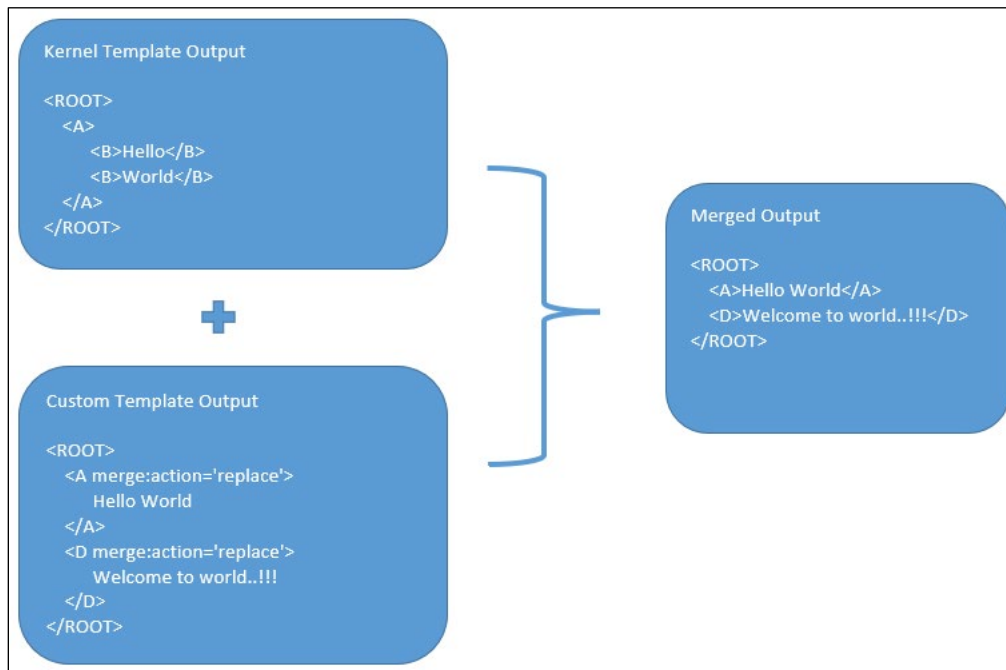 Kernel Template Output
<ROOT>
<A>
<B>Hello</B>
<B>World</B>
</A>
</ROOT>
Custom Template Output
<ROOT>
<A merge:action='replace'>
Hello World
</A>
<D merge:action='replace'>
Welcome to world..!!!
</D>
</ROOT>
Merged Output
<ROOT>
<A>Hello World</A>
<D>Welcome to world..!!!</D>
</ROOT>